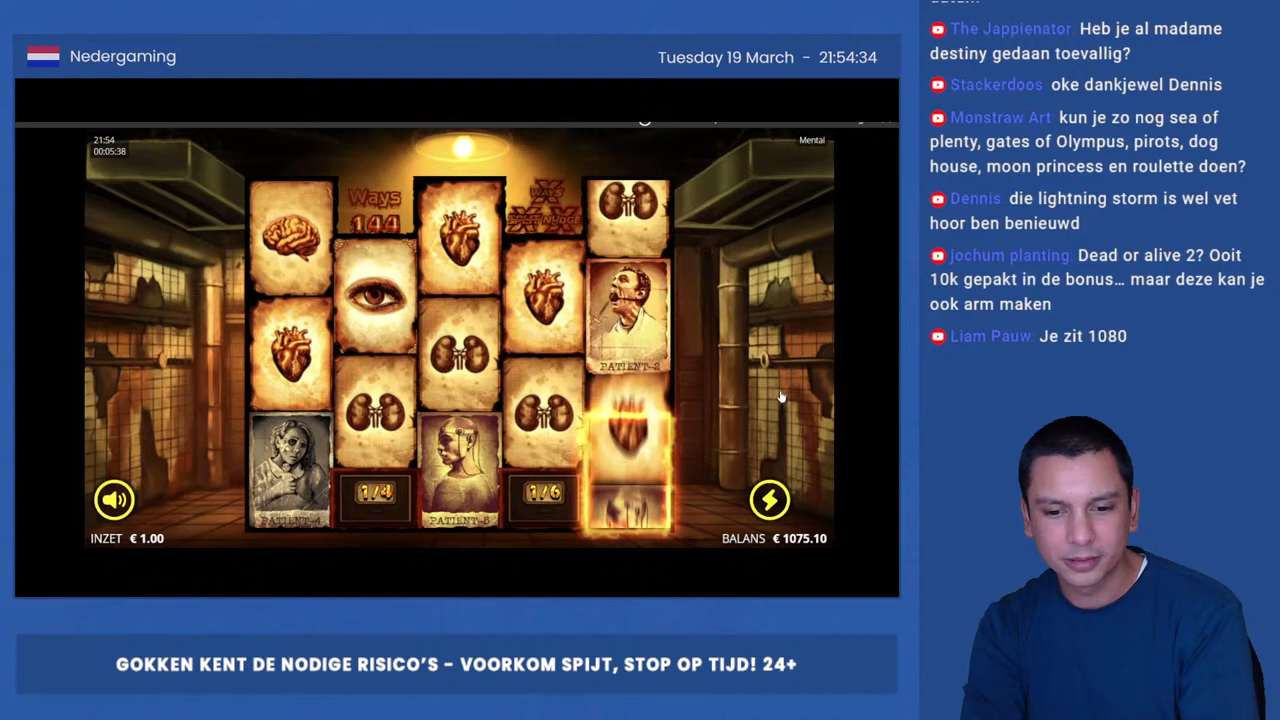 Nedergaming
Tuesday 19 March - 21:54:34
21:54
00:05:38
Mental
Ways
144
WAYS
SPLIT NUDGE
PATIENT-2
1/4
1/6
PATIENT-4
PATIENT-5
INZET € 1.00
BALANS € 1075.10
GOKKEN KENT DE NODIGE RISICO'S - VOORKOM SPIJT, STOP OP TIJD! 24+
The Jappienator: Heb je al madame
destiny gedaan toevallig?
Stackerdoos: oke dankjewel Dennis
Monstraw Art: kun je zo nog sea of
plenty, gates of Olympus, pirots, dog
house, moon princess en roulette doen?
Dennis: die lightning storm is wel vet
hoor ben benieuwd
jochum planting: Dead or alive 2? Ooit
10k gepakt in de bonus... maar deze kan je
ook arm maken
Liam Pauw: Je zit 1080